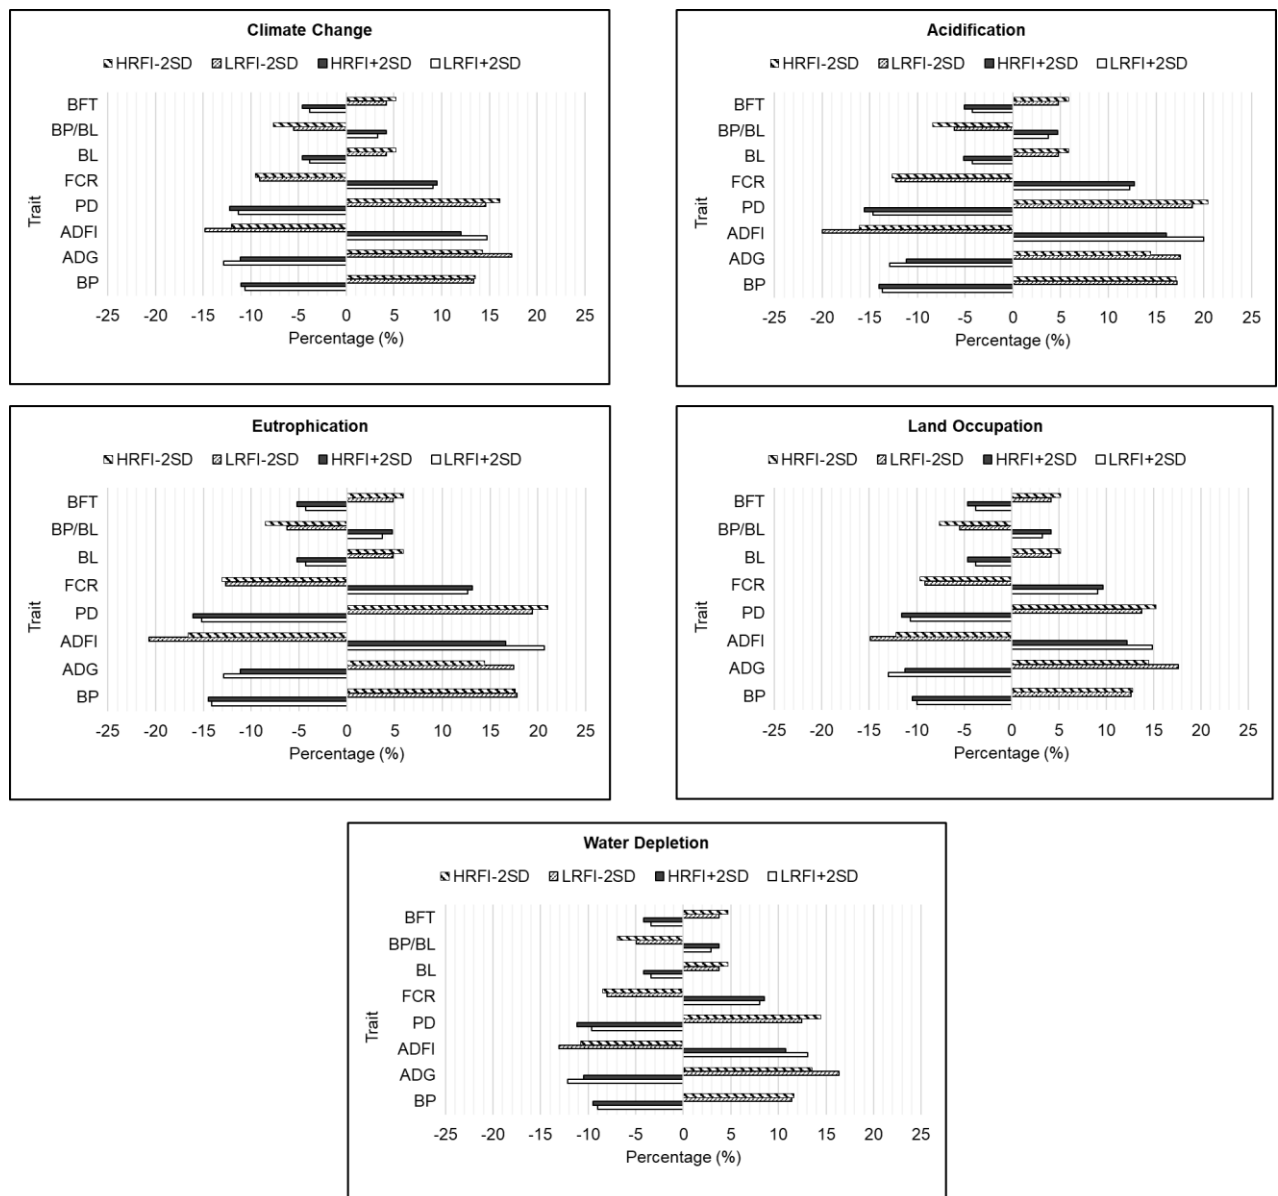 Climate Change
HRFI-2SD LRFI-2SD HRFI+2SD LRFI+2SD
Trait
BFT
BP/BL
BL
FCR
PD
ADFI
ADG
BP
-25 -20 -15 -10 -5 0 5 10 15 20 25
Percentage (%)
Acidification
HRFI-2SD LRFI-2SD HRFI+2SD LRFI+2SD
Trait
BFT
BP/BL
BL
FCR
PD
ADFI
ADG
BP
-25 -20 -15 -10 -5 0 5 10 15 20 25
Percentage (%)
Eutrophication
HRFI-2SD LRFI-2SD HRFI+2SD LRFI+2SD
Trait
BFT
BP/BL
BL
FCR
PD
ADFI
ADG
BP
-25 -20 -15 -10 -5 0 5 10 15 20 25
Percentage (%)
Land Occupation
HRFI-2SD LRFI-2SD HRFI+2SD LRFI+2SD
Trait
BFT
BP/BL
BL
FCR
PD
ADFI
ADG
BP
-25 -20 -15 -10 -5 0 5 10 15 20 25
Percentage (%)
Water Depletion
HRFI-2SD LRFI-2SD HRFI+2SD LRFI+2SD
Trait
BFT
BP/BL
BL
FCR
PD
ADFI
ADG
BP
-25 -20 -15 -10 -5 0 5 10 15 20 25
Percentage (%)